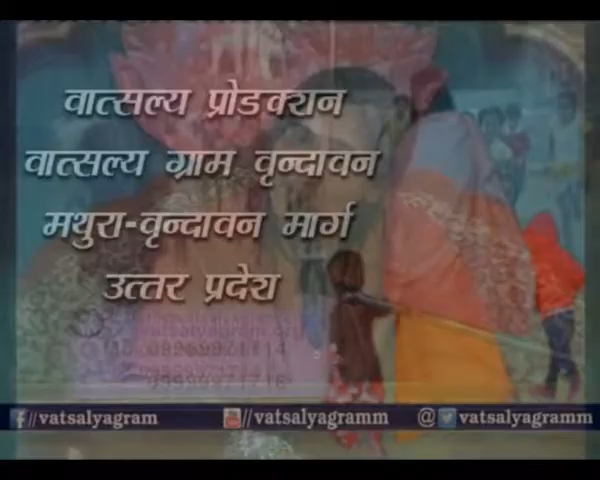 वात्सल्य प्रोडक्शन
वात्सल्य ग्राम वृन्दावन
मथुरा-वृन्दावन मार्ग
उत्तर प्रदेश
//vatsalyagram //vatsalyagramm @ vatsalyagramm